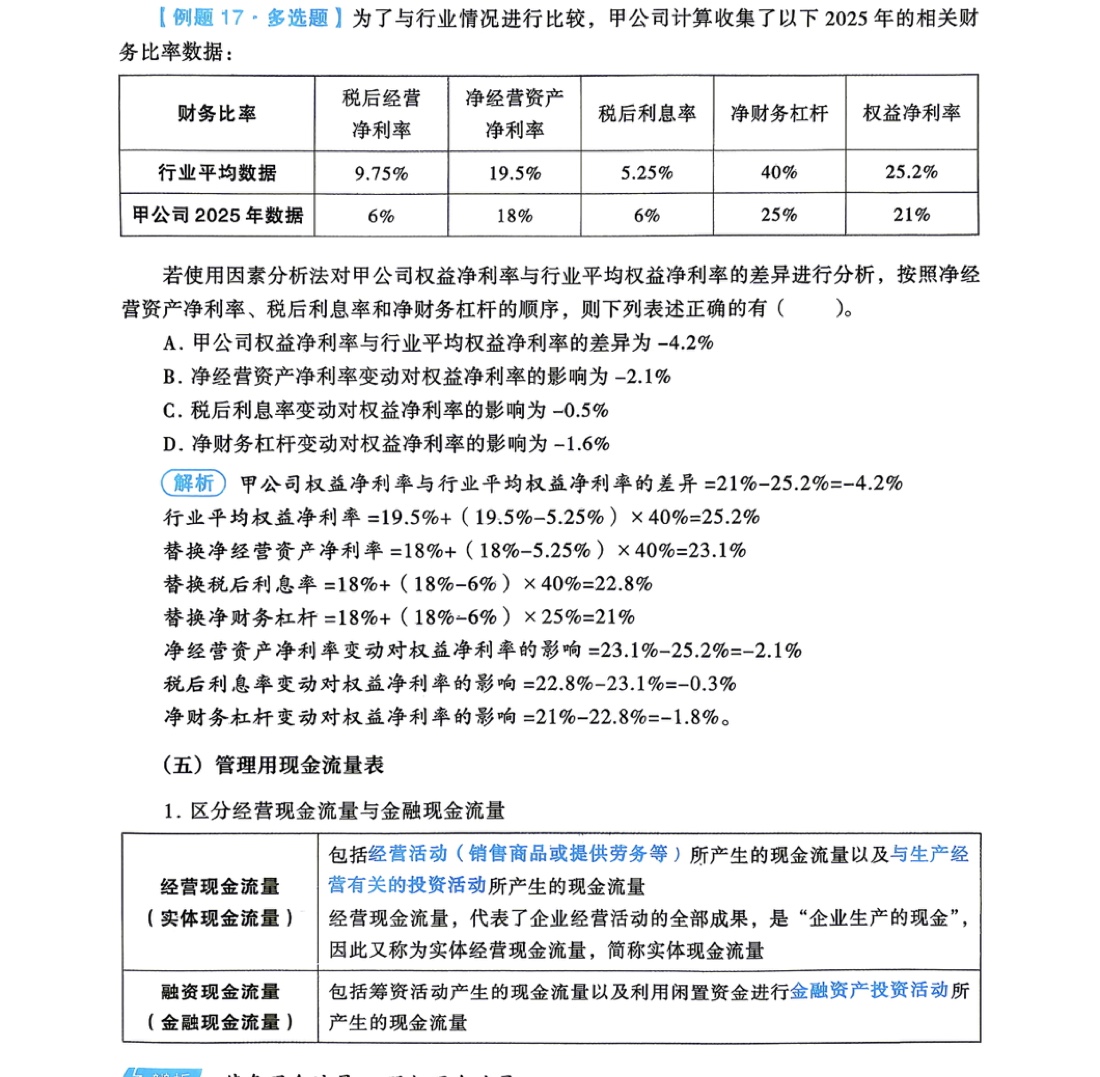 【例题 17·多选题】为了与行业情况进行比较，甲公司计算收集了以下 2025 年的相关财
务比率数据：
财务比率 税后经营净利率 净经营资产净利率 税后利息率 净财务杠杆 权益净利率
行业平均数据 9.75% 19.5% 5.25% 40% 25.2%
甲公司 2025 年数据 6% 18% 6% 25% 21%
若使用因素分析法对甲公司权益净利率与行业平均权益净利率的差异进行分析，按照净经
营资产净利率、税后利息率和净财务杠杆的顺序，则下列表述正确的有（　　）。
A. 甲公司权益净利率与行业平均权益净利率的差异为 −4.2%
B. 净经营资产净利率变动对权益净利率的影响为 −2.1%
C. 税后利息率变动对权益净利率的影响为 −0.5%
D. 净财务杠杆变动对权益净利率的影响为 −1.6%
解析 甲公司权益净利率与行业平均权益净利率的差异 =21%−25.2%=−4.2%
行业平均权益净利率 =19.5%+（19.5%−5.25%）×40%=25.2%
替换净经营资产净利率 =18%+（18%−5.25%）×40%=23.1%
替换税后利息率 =18%+（18%−6%）×40%=22.8%
替换净财务杠杆 =18%+（18%−6%）×25%=21%
净经营资产净利率变动对权益净利率的影响 =23.1%−25.2%=−2.1%
税后利息率变动对权益净利率的影响 =22.8%−23.1%=−0.3%
净财务杠杆变动对权益净利率的影响 =21%−22.8%=−1.8%。
（五）管理用现金流量表
1. 区分经营现金流量与金融现金流量
经营现金流量
（实体现金流量）
包括经营活动（销售商品或提供劳务等）所产生的现金流量以及与生产经
营有关的投资活动所产生的现金流量
经营现金流量，代表了企业经营活动的全部成果，是“企业生产的现金”，
因此又称为实体经营现金流量，简称实体现金流量
融资现金流量
（金融现金流量）
包括筹资活动产生的现金流量以及利用闲置资金进行金融资产投资活动所
产生的现金流量